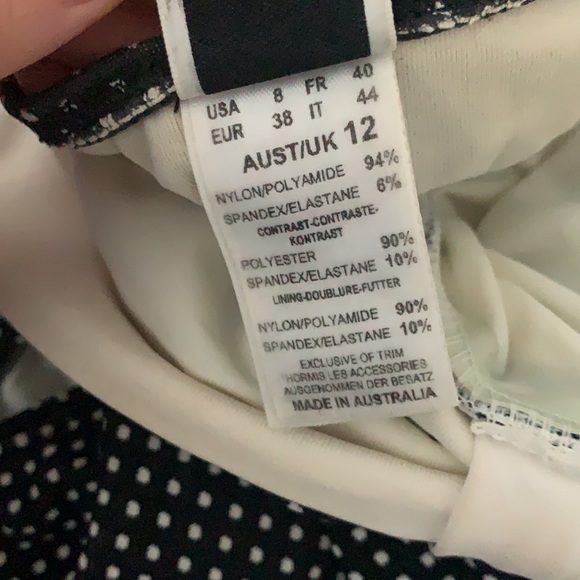 USA 8 FR 40
EUR 38 IT 44
AUST/UK 12
NYLON/POLYAMIDE 94%
SPANDEX/ELASTANE 6%
CONTRAST-CONTRASTE-
KONTRAST
POLYESTER 90%
SPANDEX/ELASTANE 10%
LINING-DOUBLURE-FUTTER
NYLON/POLYAMIDE 90%
SPANDEX/ELASTANE 10%
EXCLUSIVE OF TRIM
HORMIS LES ACCESSORIES
AUSGENOMMEN DER BESATZ
MADE IN AUSTRALIA